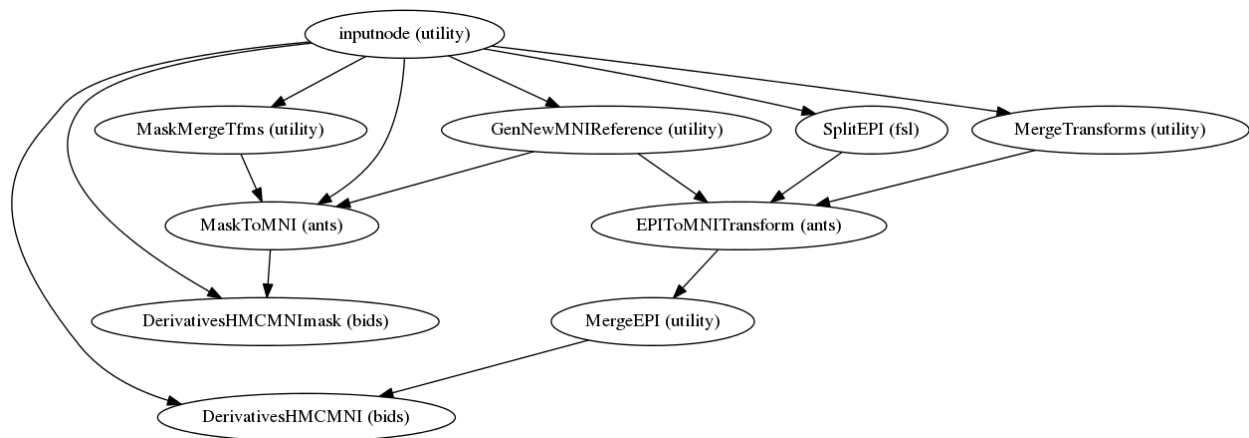 inputnode (utility)
MaskMergeTfms (utility)
GenNewMNIReference (utility)
SplitEPI (fsl)
MergeTransforms (utility)
MaskToMNI (ants)
EPIToMNITransform (ants)
DerivativesHMCMNImask (bids)
MergeEPI (utility)
DerivativesHMCMNI (bids)